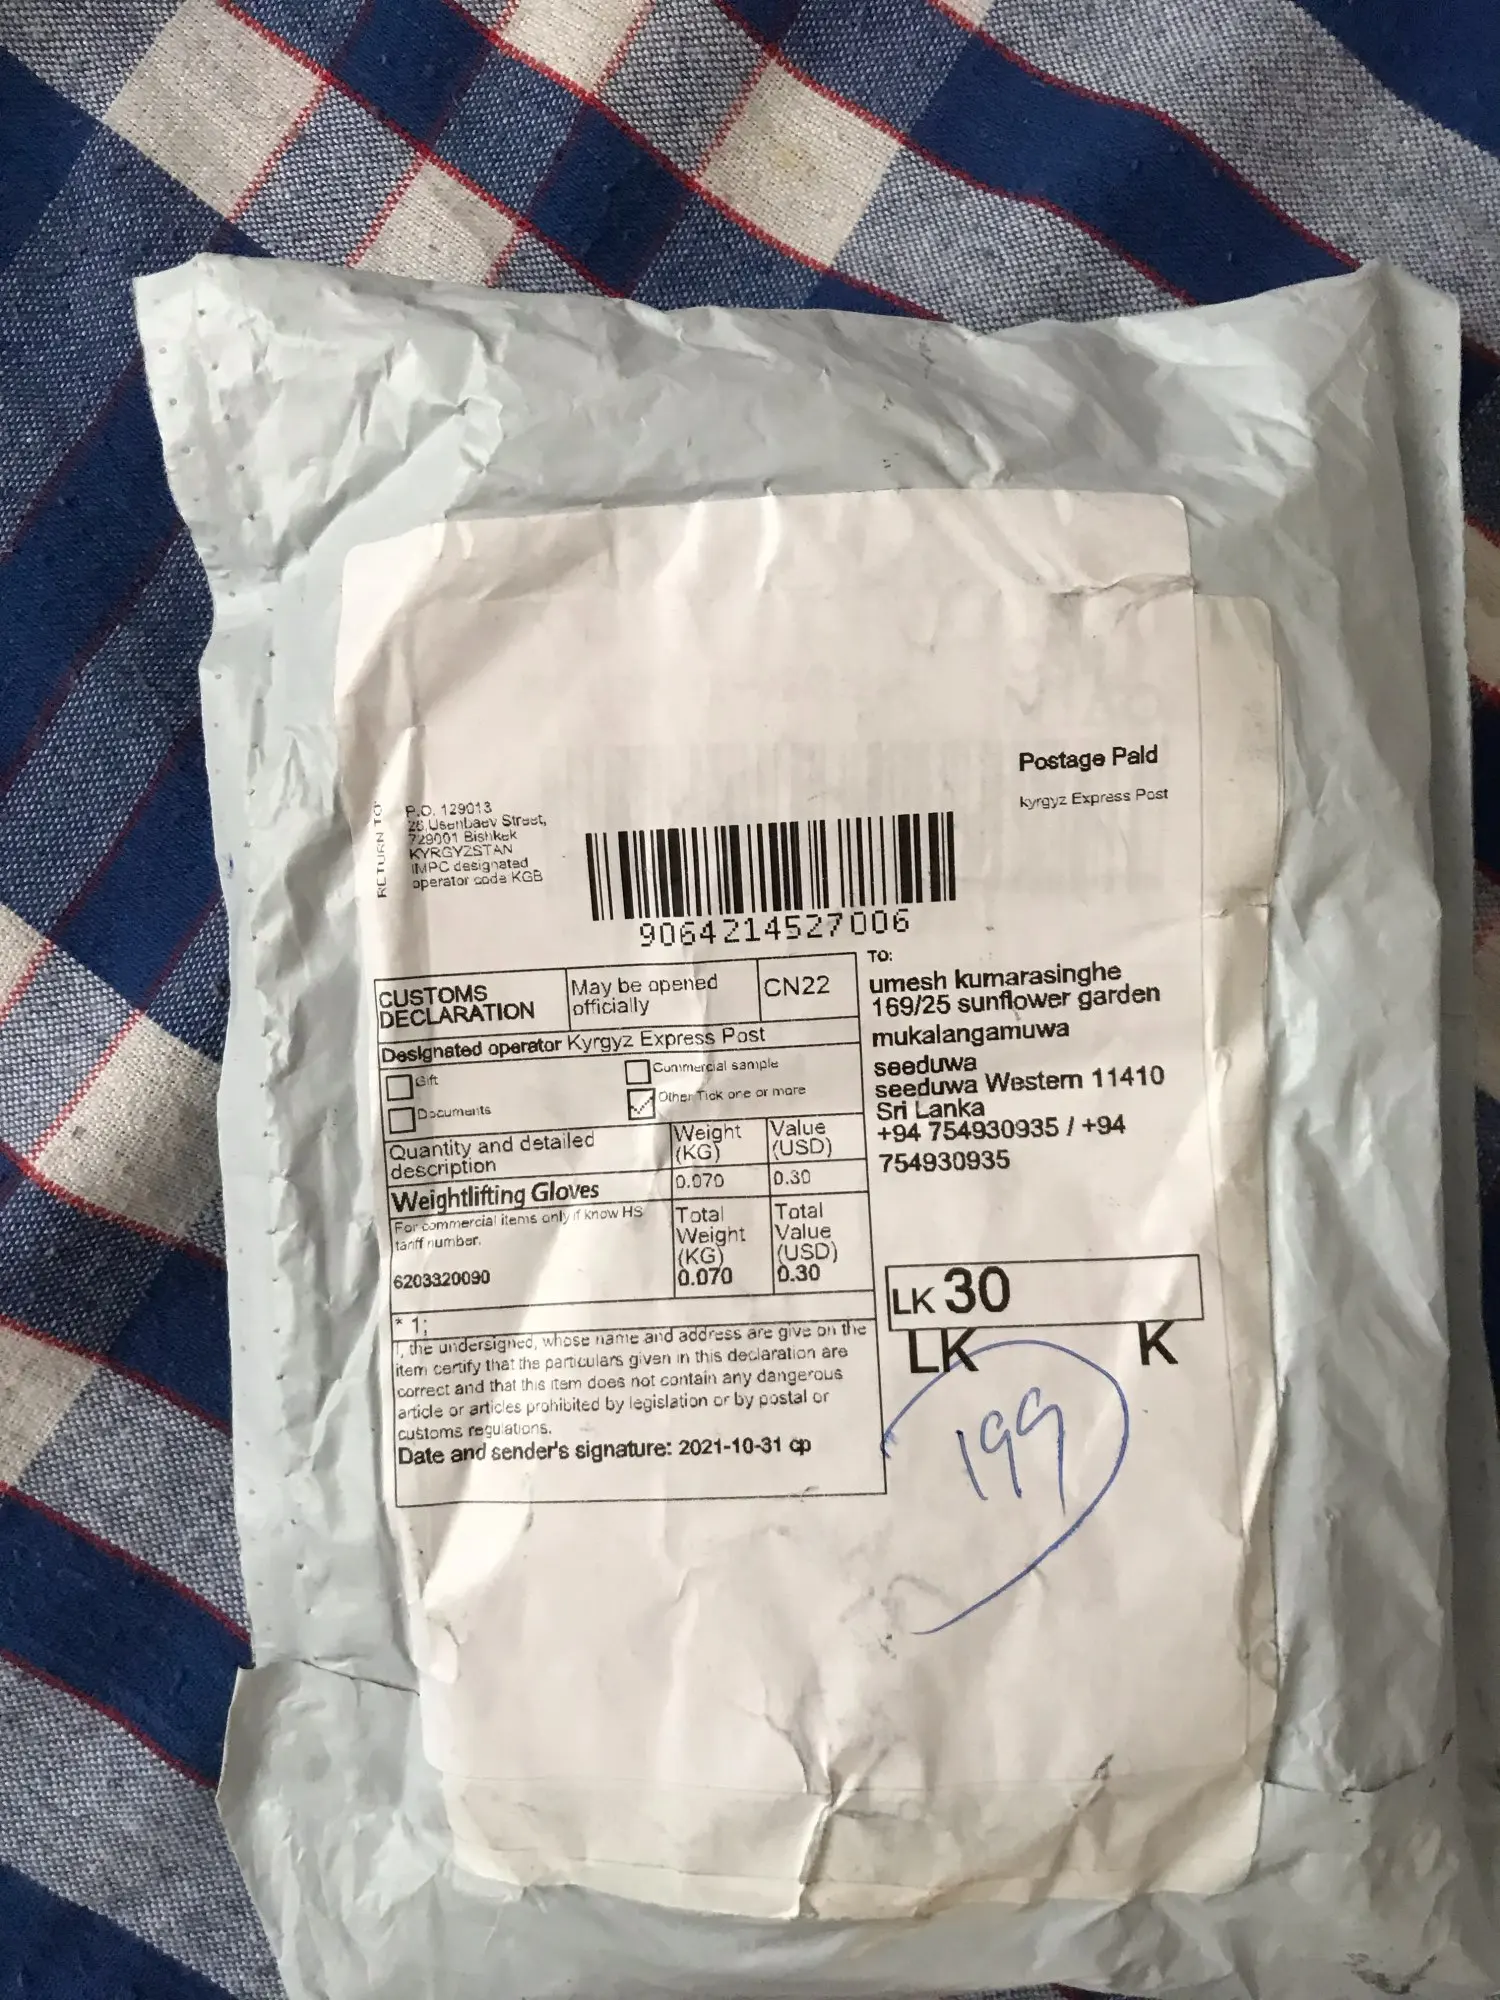 Postage Paid
kyrgyz Express Post
RETURN TO
P.O. 129013
26 Usenbaev Street,
729001 Bishkek
KYRGYZSTAN
IMPC designated
operator code KGB
9064214527006
CUSTOMS
DECLARATION
May be opened
officially
CN22
Designated operator Kyrgyz Express Post
Gift
Commercial sample
Documents
Other Tick one or more
Quantity and detailed
description
Weight
(KG)
Value
(USD)
Weightlifting Gloves
0.070
0.30
For commercial items only if know HS
tariff number.
6203320090
Total
Weight
(KG)
0.070
Total
Value
(USD)
0.30
* 1;
I, the undersigned, whose name and address are give on the
item certify that the particulars given in this declaration are
correct and that this item does not contain any dangerous
article or articles prohibited by legislation or by postal or
customs regulations.
Date and sender's signature: 2021-10-31 cp
TO:
umesh kumarasinghe
169/25 sunflower garden
mukalangamuwa
seeduwa
seeduwa Western 11410
Sri Lanka
+94 754930935 / +94
754930935
LK 30
LK K
199